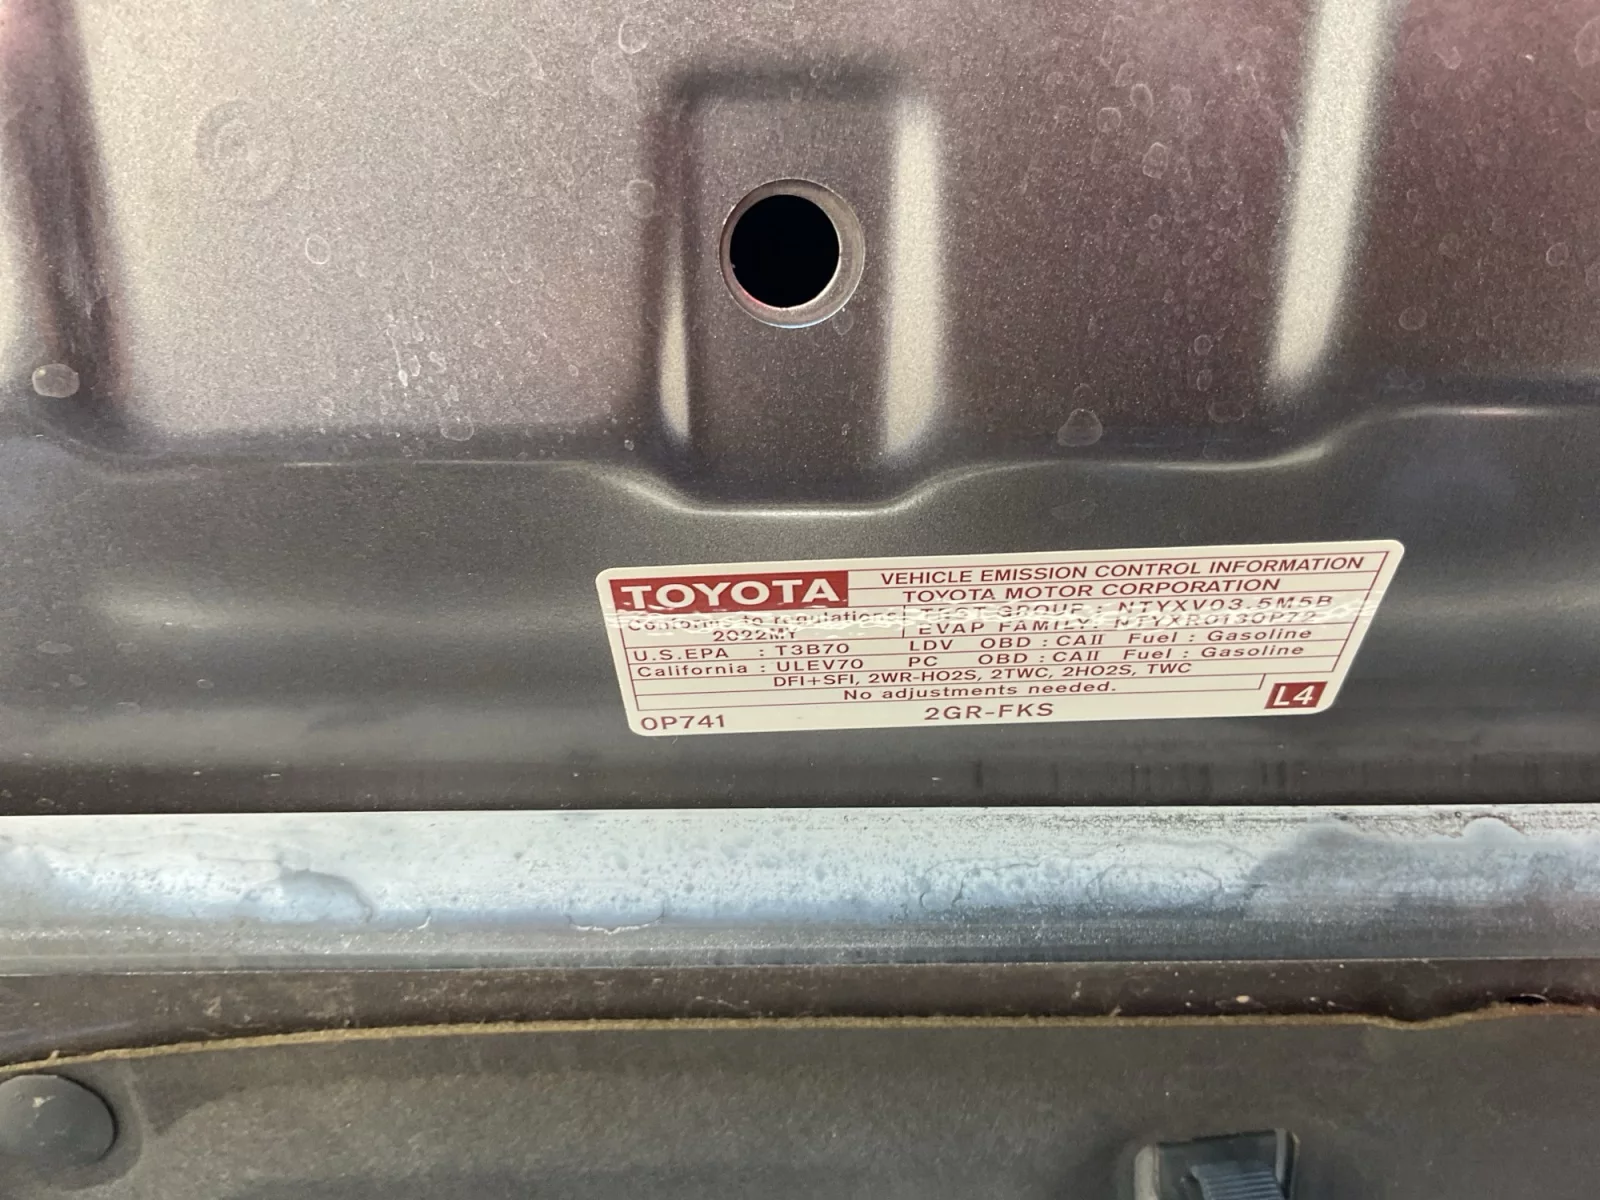 TOYOTA
VEHICLE EMISSION CONTROL INFORMATION
TOYOTA MOTOR CORPORATION
Conforms to regulations
2022MY
TEST GROUP : NTYXV03.5M5B
EVAP FAMILY: NTYXR0130P72
U.S.EPA : T3B70 LDV OBD : CAII Fuel : Gasoline
California : ULEV70 PC OBD : CAII Fuel : Gasoline
DFI+SFI, 2WR-HO2S, 2TWC, 2HO2S, TWC
No adjustments needed.
0P741 2GR-FKS L4